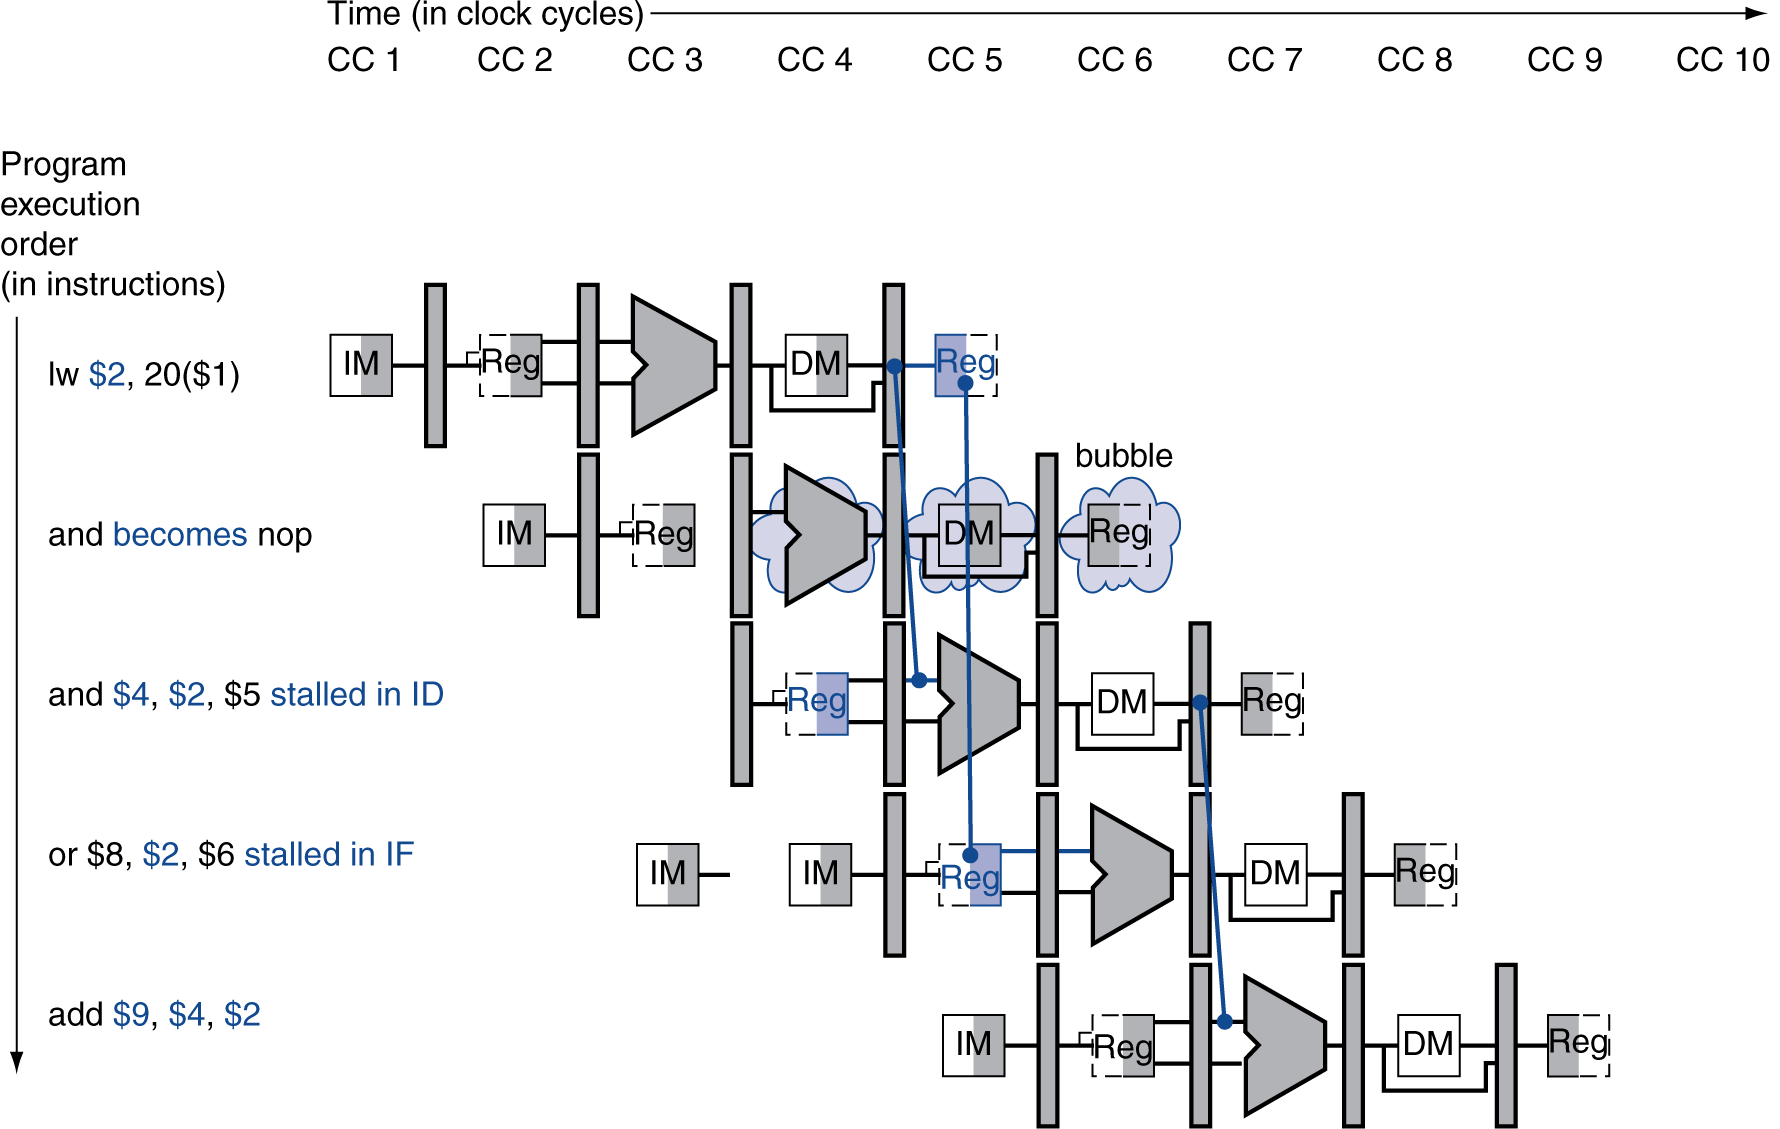 Time (in clock cycles)
CC 1 CC 2 CC 3 CC 4 CC 5 CC 6 CC 7 CC 8 CC 9 CC 10
Program
execution
order
(in instructions)
lw $2, 20($1)
IM Reg DM Reg
bubble
and becomes nop
IM Reg DM Reg
and $4, $2, $5 stalled in ID
Reg DM Reg
or $8, $2, $6 stalled in IF
IM IM Reg DM Reg
add $9, $4, $2
IM Reg DM Reg